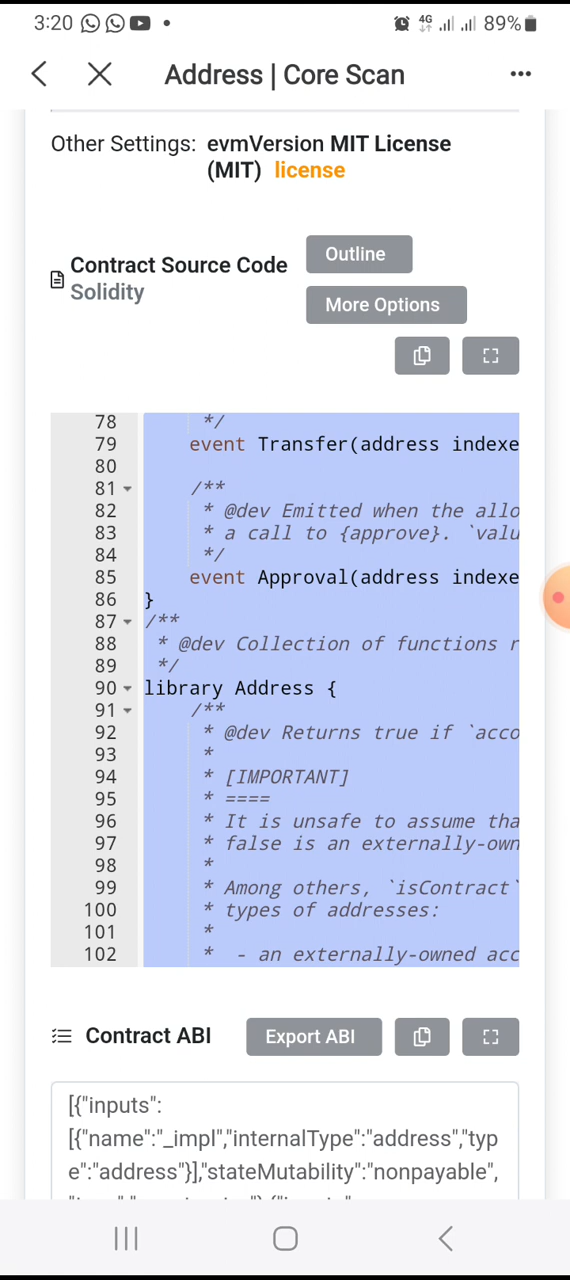 3:20
4G 89%
Address | Core Scan
Other Settings: evmVersion MIT License
(MIT) license
Contract Source Code
Solidity
Outline
More Options
78 */
79 event Transfer(address indexe
80
81 /**
82 * @dev Emitted when the allo
83 * a call to {approve}. `valu
84 */
85 event Approval(address indexe
86 }
87 /**
88 * @dev Collection of functions r
89 */
90 library Address {
91 /**
92 * @dev Returns true if `acco
93 *
94 * [IMPORTANT]
95 * ====
96 * It is unsafe to assume tha
97 * false is an externally-own
98 *
99 * Among others, `isContract`
100 * types of addresses:
101 *
102 * - an externally-owned acc
Contract ABI Export ABI
[{"inputs":
[{"name":"_impl","internalType":"address","typ
e":"address"}],"stateMutability":"nonpayable",